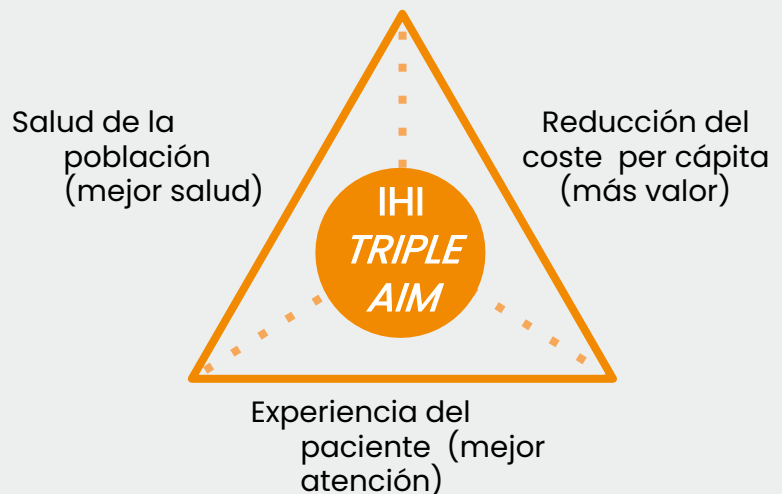 Salud de la
población
(mejor salud)
Reducción del
coste per cápita
(más valor)
IHI
TRIPLE
AIM
Experiencia del
paciente (mejor
atención)